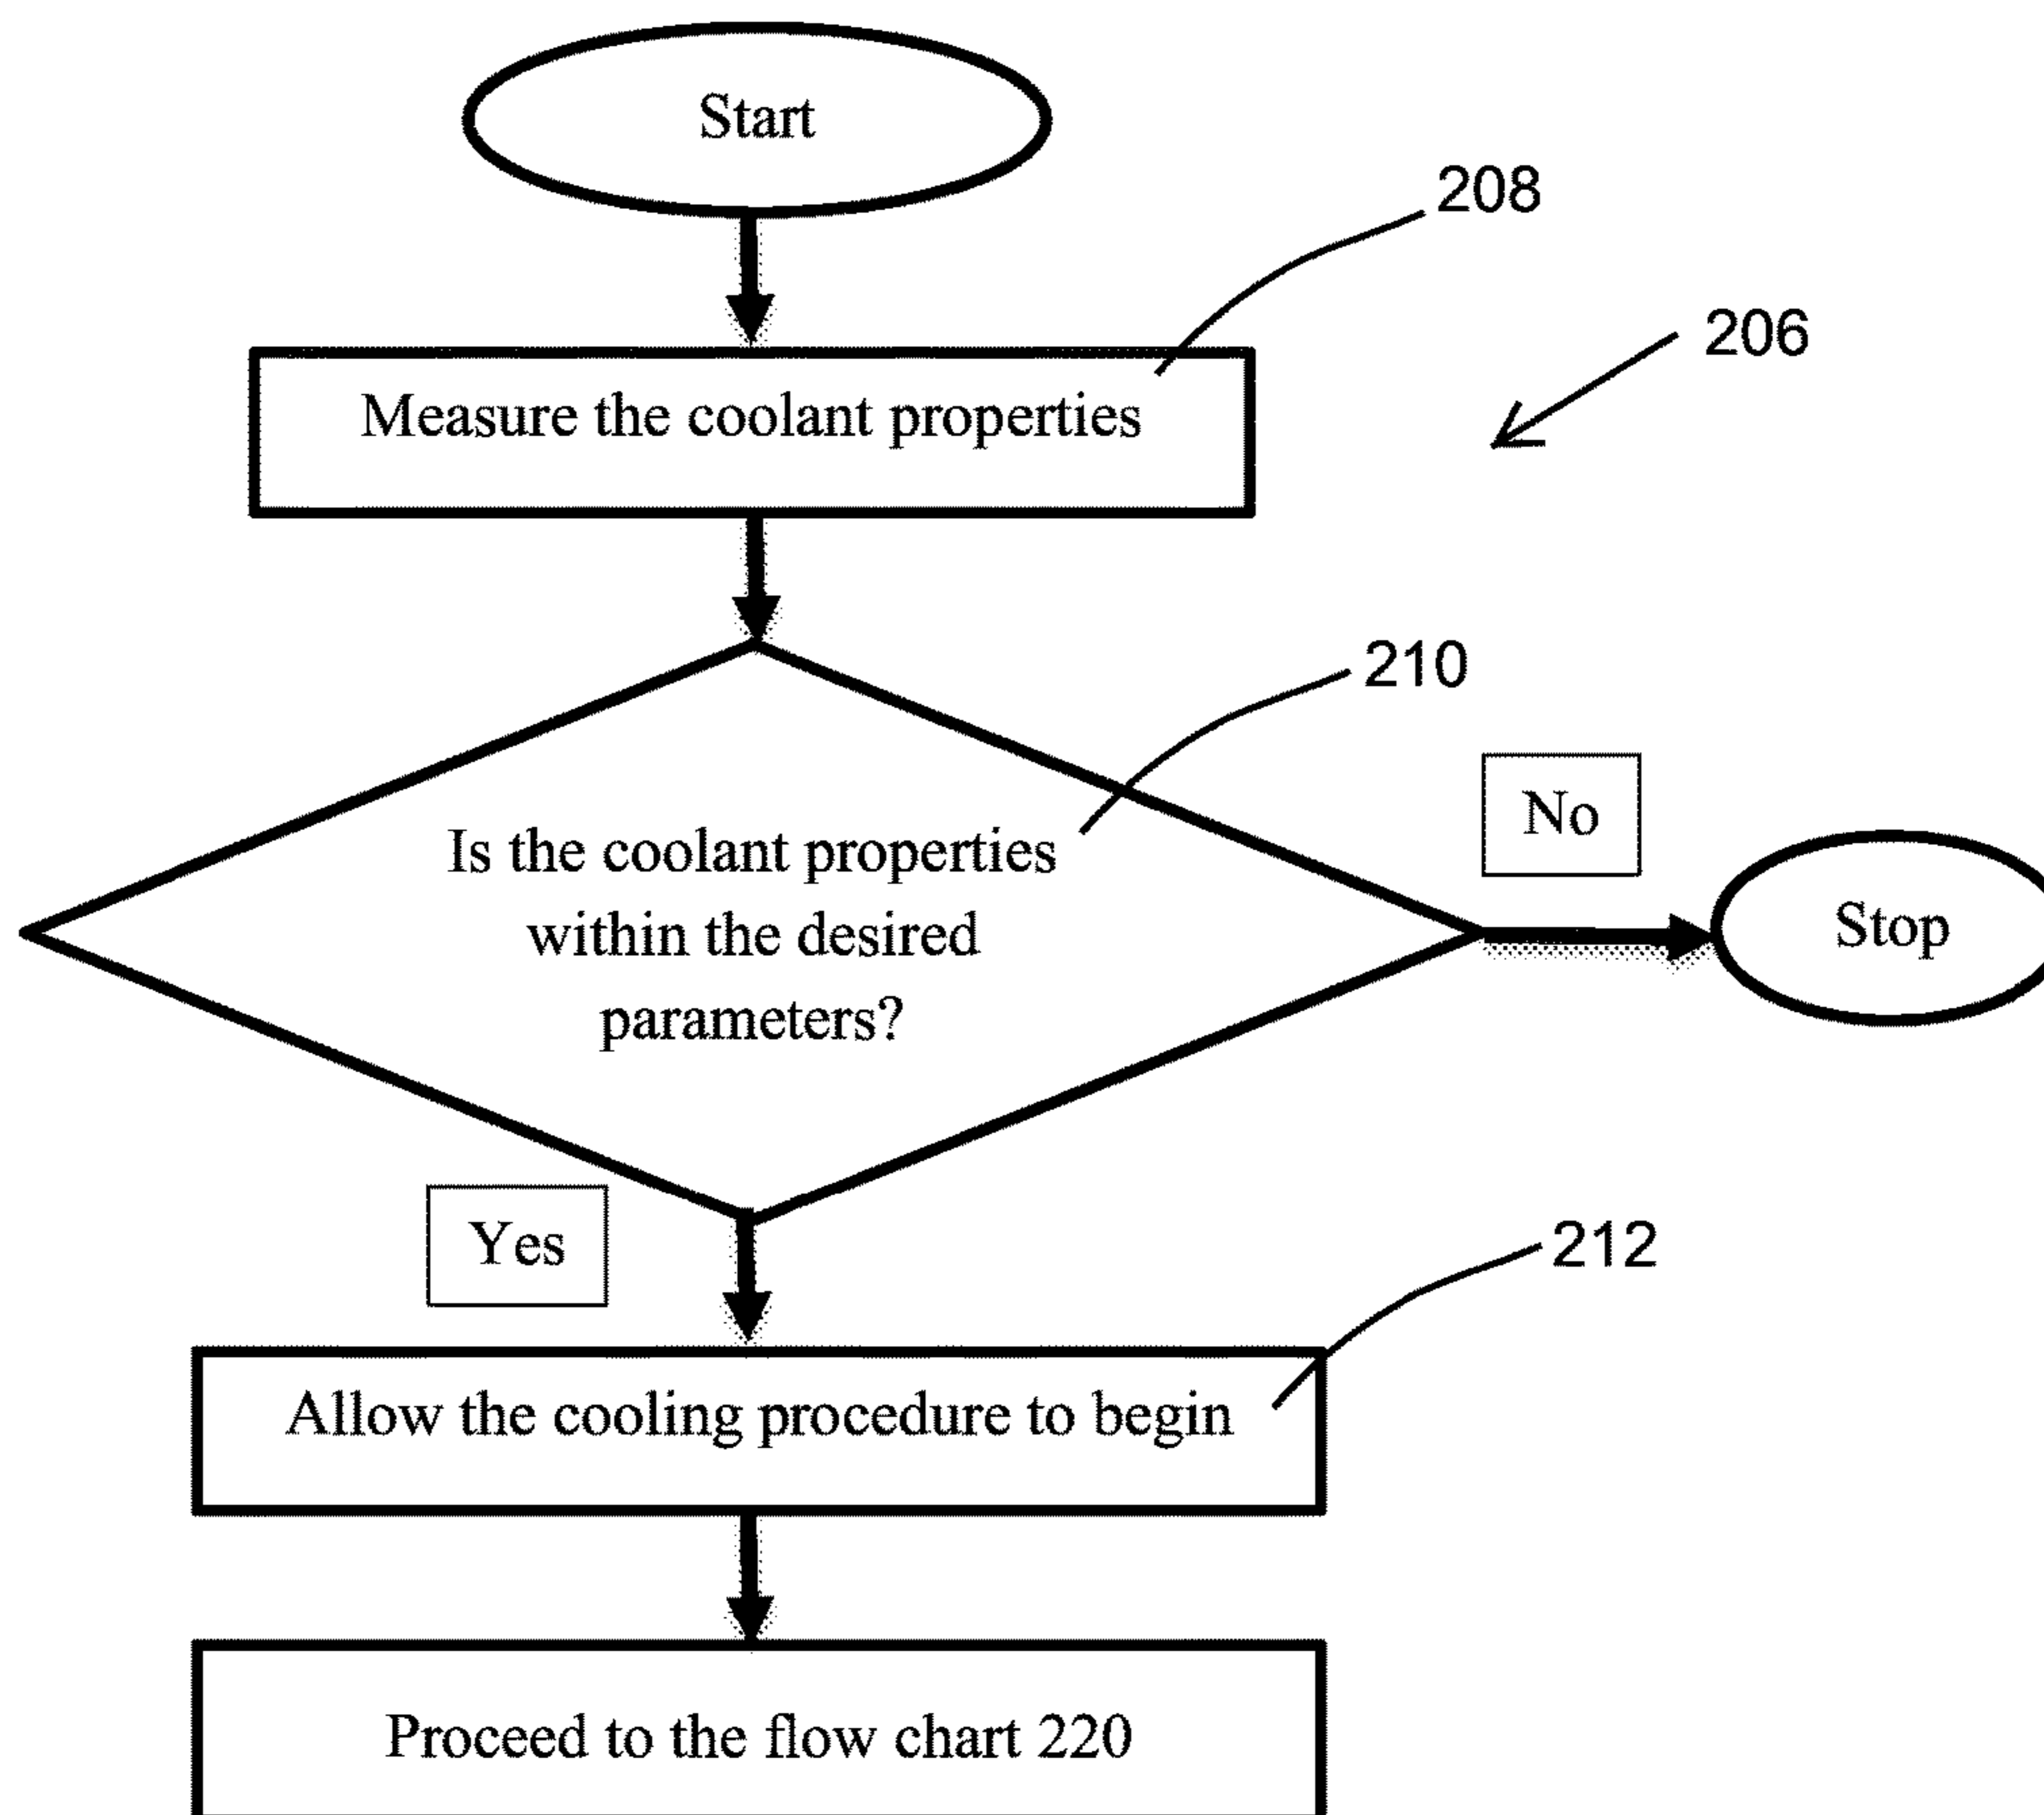 Start
208
206
Measure the coolant properties
210
No
Is the coolant properties
within the desired
parameters?
Stop
Yes
212
Allow the cooling procedure to begin
Proceed to the flow chart 220